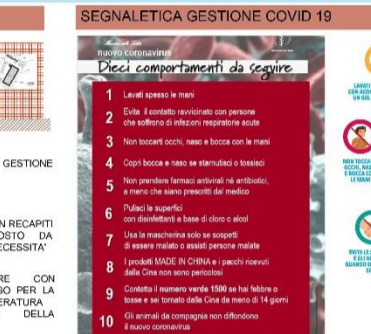 SEGNALETICA GESTIONE COVID 19
nuovo coronavirus
Dieci comportamenti da seguire
1 Lavati spesso le mani
2 Evita il contatto ravvicinato con persone
che soffrono di infezioni respiratorie acute
3 Non toccarti occhi, naso e bocca con le mani
4 Copri bocca e naso se starnutisci o tossisci
5 Non prendere farmaci antivirali né antibiotici,
a meno che siano prescritti dal medico
6 Pulisci le superfici
con disinfettanti a base di cloro o alcol
7 Usa la mascherina solo se sospetti
di essere malato o assisti persone malate
8 I prodotti MADE IN CHINA e i pacchi ricevuti
dalla Cina non sono pericolosi
9 Contatta il numero verde 1500 se hai febbre o
tosse e sei tornato dalla Cina da meno di 14 giorni
10 Gli animali da compagnia non diffondono
il nuovo coronavirus
GESTIONE
N RECAPITI
OSTO DA
ECESSITA'
RE CON
GO PER LA
ERATURA
DELLA